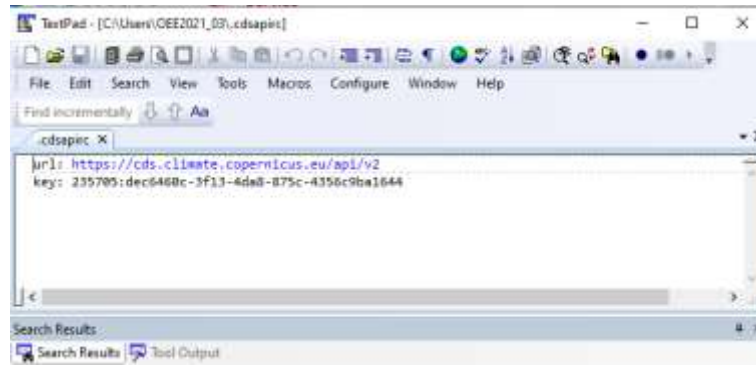 TextPad - [C:\Users\OEE2021_03\.cdsapirc]
File Edit Search View Tools Macros Configure Window Help
Find incrementally Aa
.cdsapirc
url: https://cds.climate.copernicus.eu/api/v2
key: 235705:dec6460c-3f13-4da8-875c-4356c9ba1644
Search Results
Search Results Tool Output